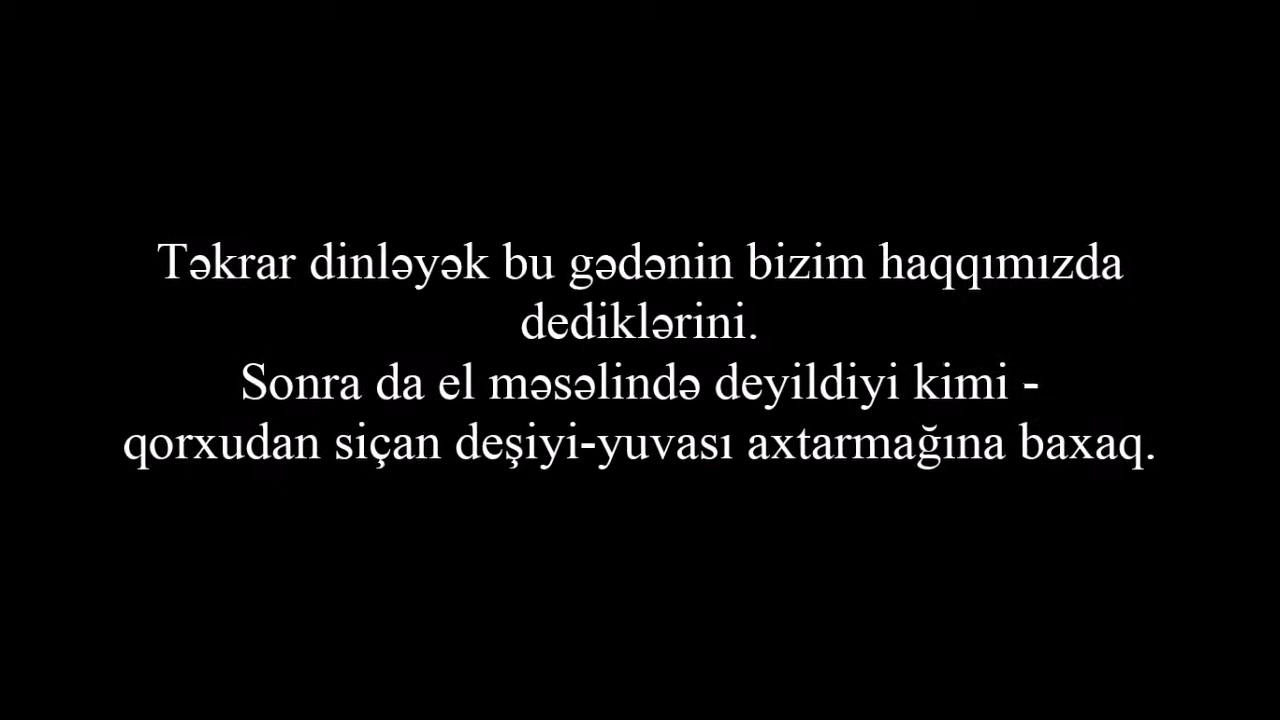 Təkrar dinləyək bu gədənin bizim haqqımızda
dediklərini.
Sonra da el məsəlində deyildiyi kimi -
qorxudan siçan deşiyi-yuvası axtarmağına baxaq.